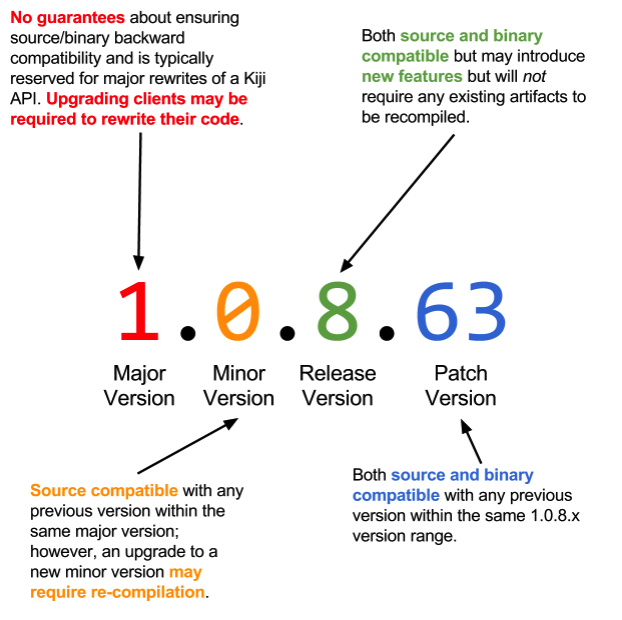 No guarantees about ensuring
source/binary backward
compatibility and is typically
reserved for major rewrites of a Kiji
API. Upgrading clients may be
required to rewrite their code.
Both source and binary
compatible but may introduce
new features but will not
require any existing artifacts to
be recompiled.
1.0.8.63
Major
Version
Minor
Version
Release
Version
Patch
Version
Source compatible with any
previous version within the
same major version;
however, an upgrade to a
new minor version may
require re-compilation.
Both source and binary
compatible with any previous
version within the same 1.0.8.x
version range.